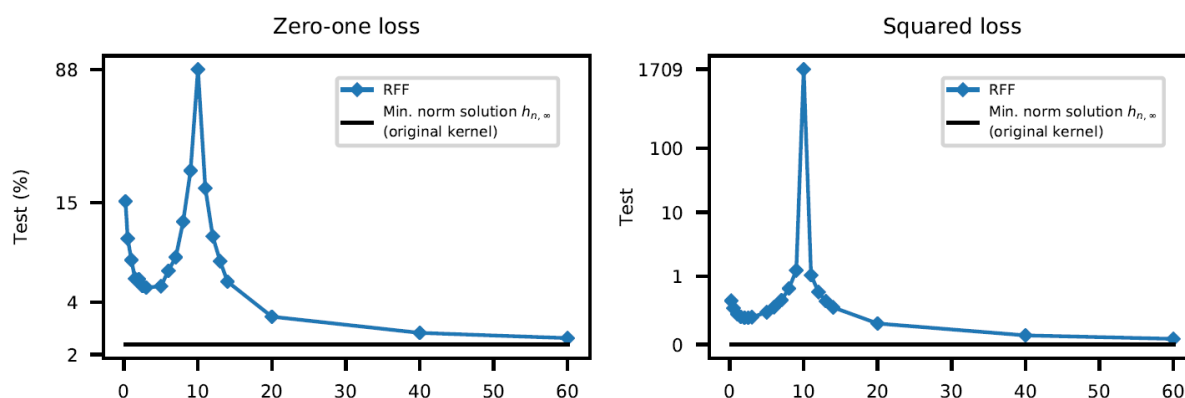 Zero-one loss
88
15
4
2
Test (%)
RFF
Min. norm solution h_{n,∞}
(original kernel)
0 10 20 30 40 50 60
Squared loss
1709
100
10
1
0
Test
RFF
Min. norm solution h_{n,∞}
(original kernel)
0 10 20 30 40 50 60